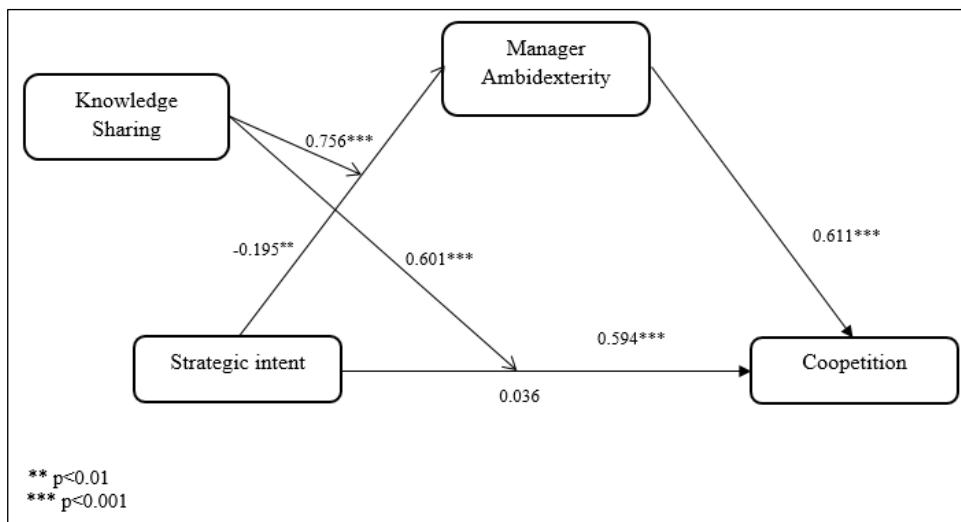 Manager
Ambidexterity
Knowledge
Sharing
0.756***
-0.195**
0.601***
0.611***
Strategic intent
0.594***
Coopetition
0.036
** p<0.01
*** p<0.001